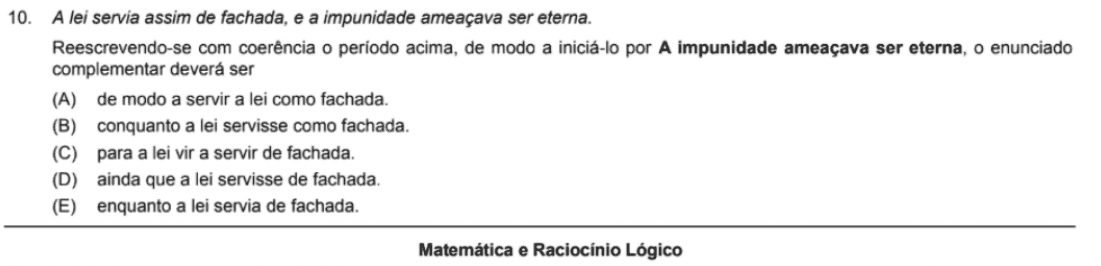 10. A lei servia assim de fachada, e a impunidade ameaçava ser eterna.
Reescrevendo-se com coerência o período acima, de modo a iniciá-lo por A impunidade ameaçava ser eterna, o enunciado
complementar deverá ser
(A) de modo a servir a lei como fachada.
(B) conquanto a lei servisse como fachada.
(C) para a lei vir a servir de fachada.
(D) ainda que a lei servisse de fachada.
(E) enquanto a lei servia de fachada.
Matemática e Raciocínio Lógico